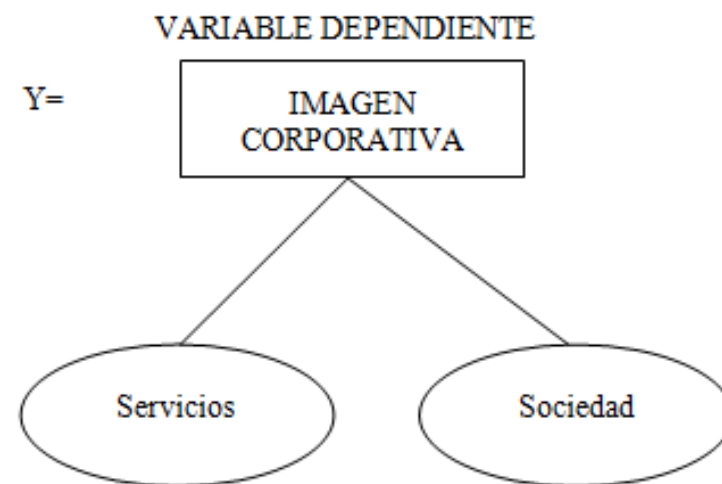 VARIABLE DEPENDIENTE
Y=
IMAGEN
CORPORATIVA
Servicios
Sociedad